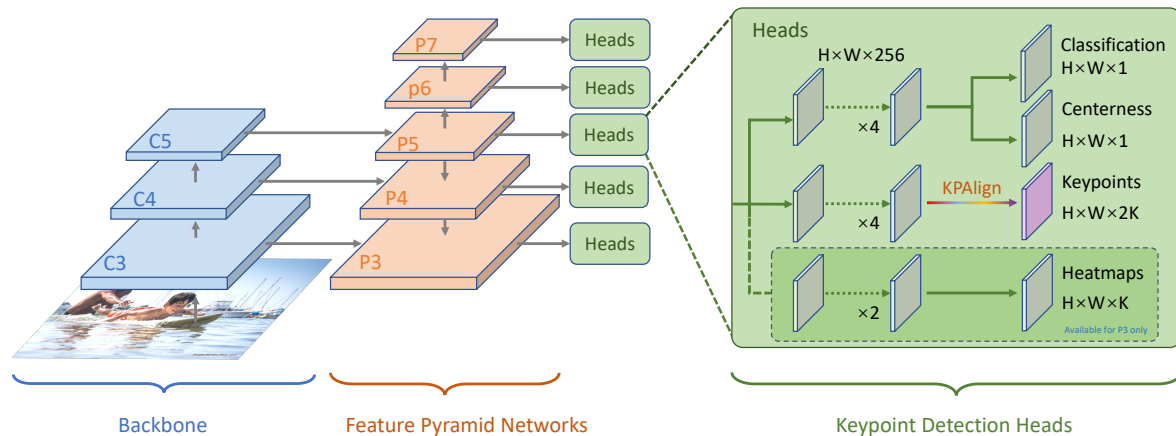 P7
Heads
p6
Heads
C5
P5
Heads
C4
P4
Heads
C3
P3
Heads
Heads
H×W×256
×4
Classification
H×W×1
Centerness
H×W×1
×4
KPAlign
Keypoints
H×W×2K
×2
Heatmaps
H×W×K
Available for P3 only
Backbone
Feature Pyramid Networks
Keypoint Detection Heads